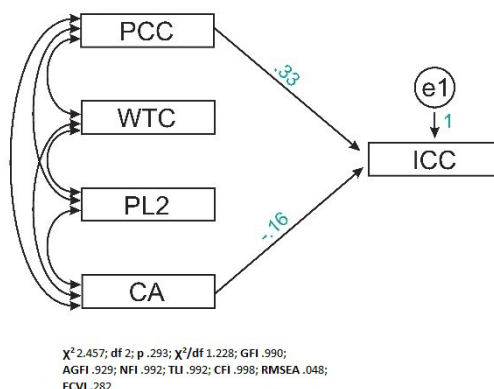 PCC
.33
WTC
e1
1
ICC
PL2
-.16
CA
χ² 2.457; df 2; p .293; χ²/df 1.228; GFI .990;
AGFI .929; NFI .992; TLI .992; CFI .998; RMSEA .048;
ECVI .282